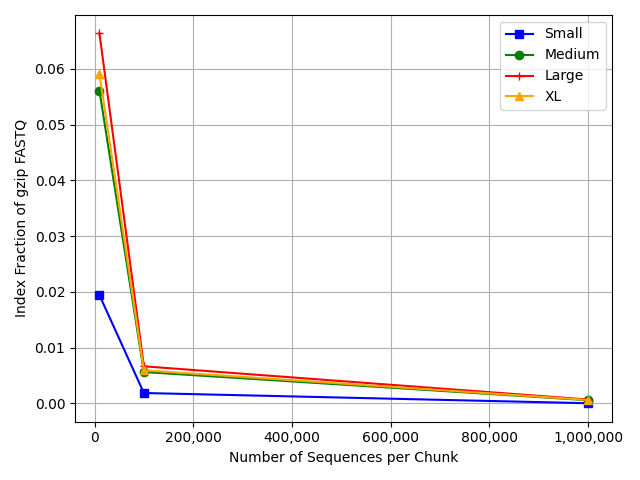 Small
Medium
Large
XL
0.06
0.05
0.04
0.03
0.02
0.01
0.00
Index Fraction of gzip FASTQ
0 200,000 400,000 600,000 800,000 1,000,000
Number of Sequences per Chunk